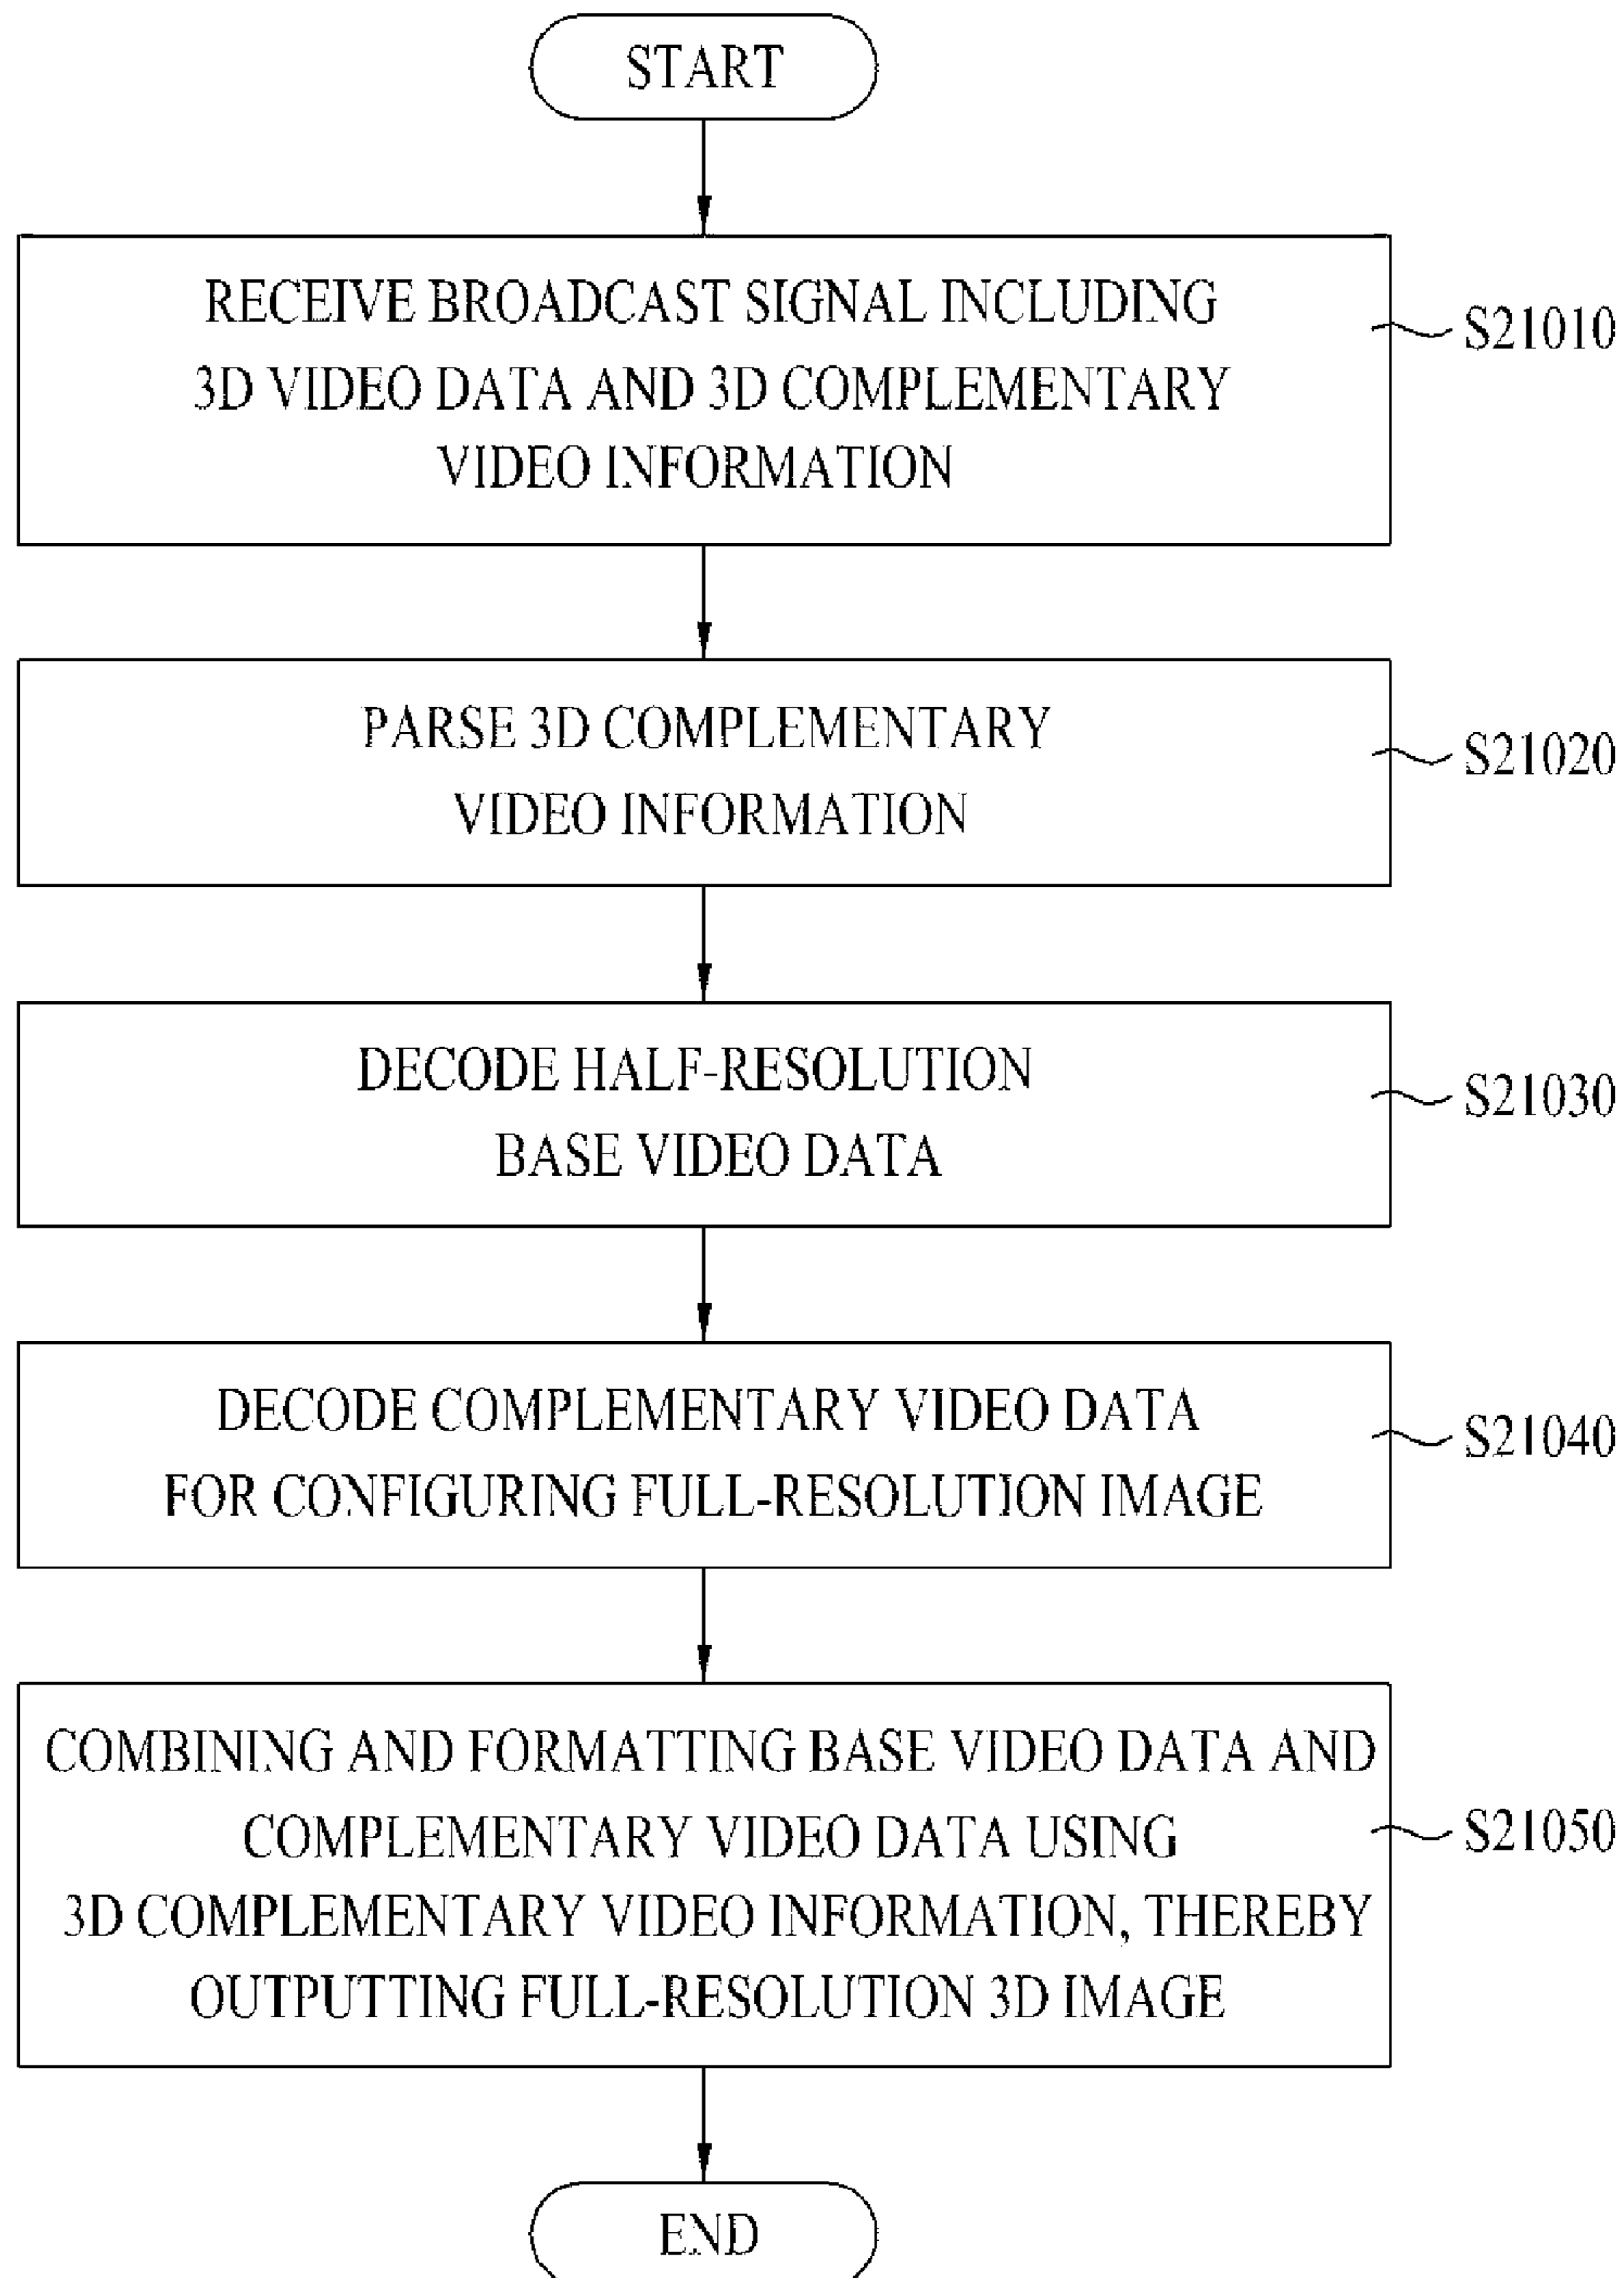 START
RECEIVE BROADCAST SIGNAL INCLUDING
3D VIDEO DATA AND 3D COMPLEMENTARY
VIDEO INFORMATION
S21010
PARSE 3D COMPLEMENTARY
VIDEO INFORMATION
S21020
DECODE HALF-RESOLUTION
BASE VIDEO DATA
S21030
DECODE COMPLEMENTARY VIDEO DATA
FOR CONFIGURING FULL-RESOLUTION IMAGE
S21040
COMBINING AND FORMATTING BASE VIDEO DATA AND
COMPLEMENTARY VIDEO DATA USING
3D COMPLEMENTARY VIDEO INFORMATION, THEREBY
OUTPUTTING FULL-RESOLUTION 3D IMAGE
S21050
END